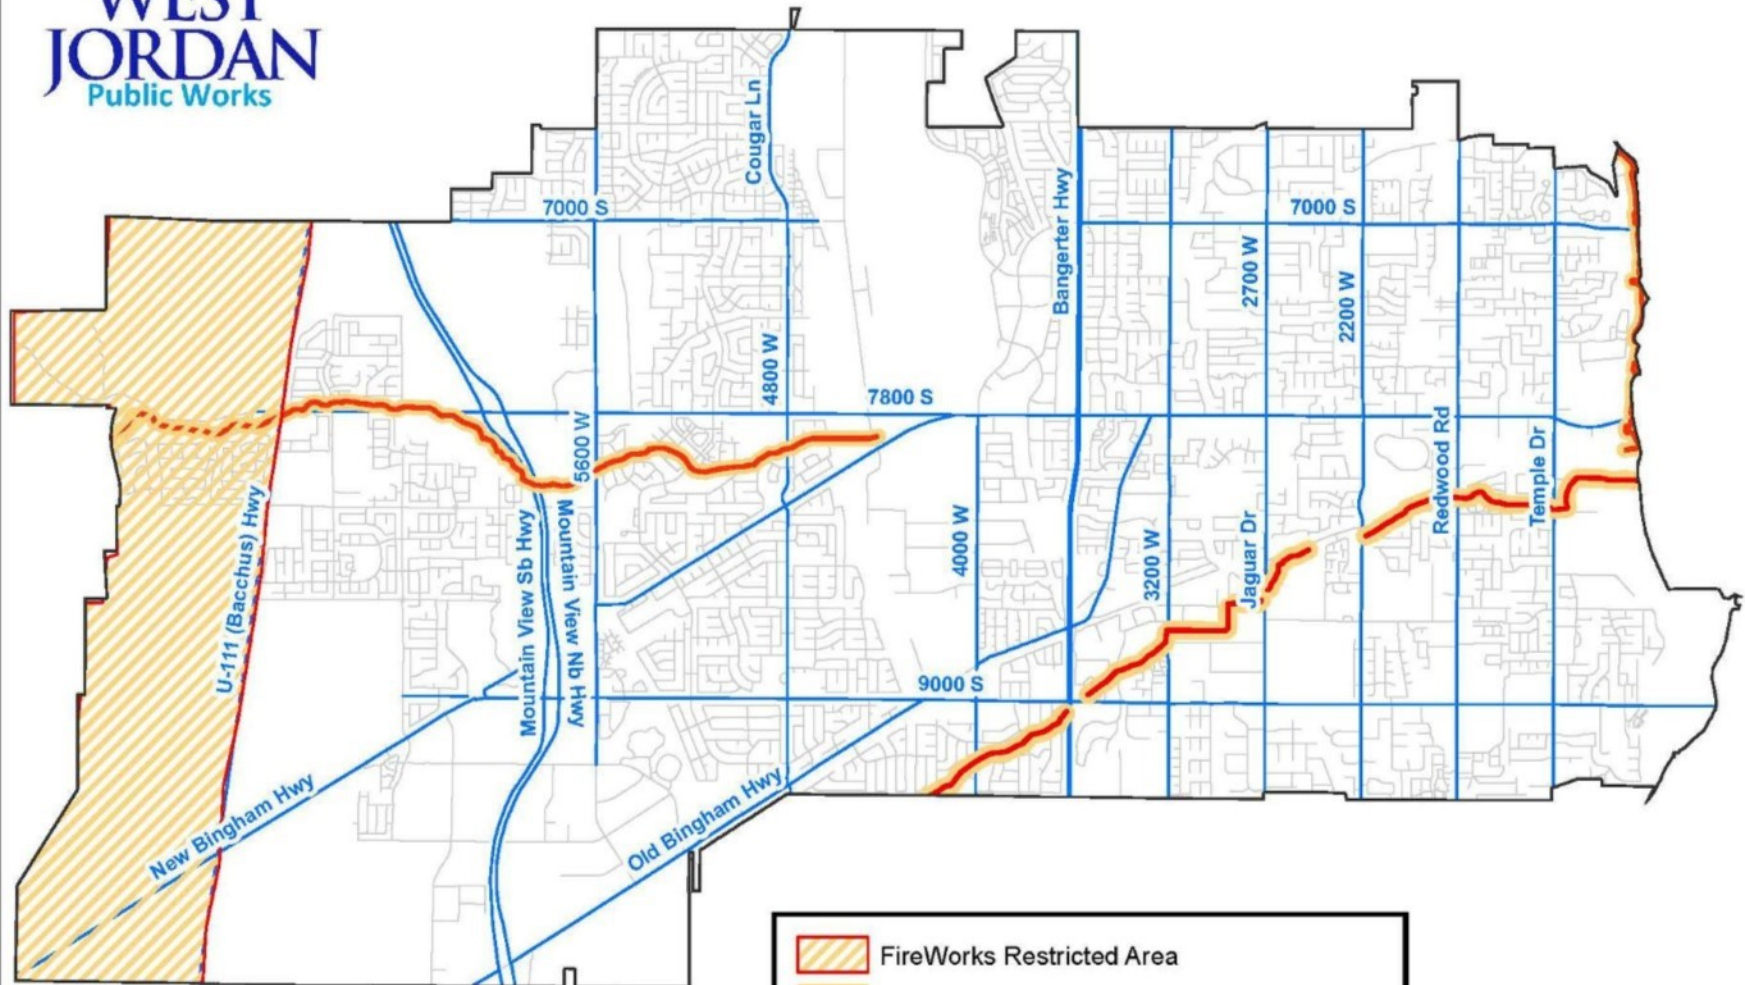 WEST
JORDAN
Public Works
Cougar Ln
7000 S
Bangerter Hwy
7000 S
2700 W
2200 W
4800 W
7800 S
5600 W
Redwood Rd
Temple Dr
U-111 (Bacchus) Hwy
Mountain View Sb Hwy
Mountain View Nb Hwy
4000 W
3200 W
Jaguar Dr
9000 S
New Bingham Hwy
Old Bingham Hwy
FireWorks Restricted Area